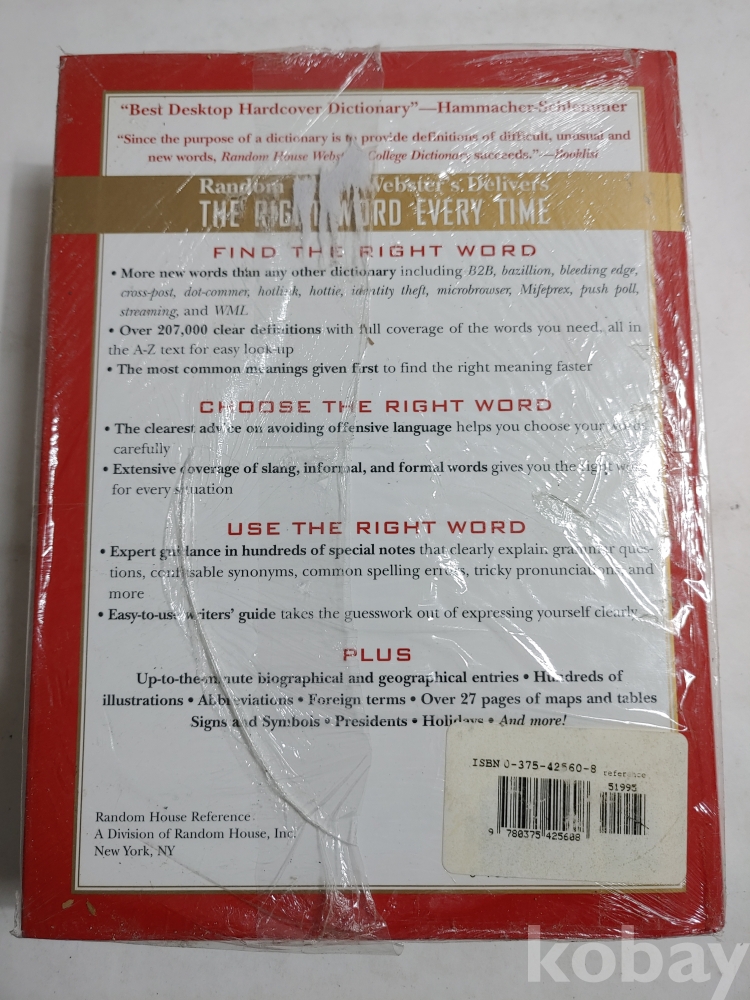 "Best Desktop Hardcover Dictionary"—Hammacher-Schlemmer
"Since the purpose of a dictionary is to provide definitions of difficult, unusual and
new words, Random House Webster's College Dictionary succeeds."—Booklist
Random Webster's Delivers
THE RIGHT WORD EVERY TIME
FIND THE RIGHT WORD
• More new words than any other dictionary including B2B, bazillion, bleeding edge,
cross-post, dot-commer, hotlink, hottie, identity theft, microbrowser, Mifeprex, push poll,
streaming, and WML
• Over 207,000 clear definitions with full coverage of the words you need, all in
the A-Z text for easy look-up
• The most common meanings given first to find the right meaning faster
CHOOSE THE RIGHT WORD
• The clearest advice on avoiding offensive language helps you choose your words
carefully
• Extensive coverage of slang, informal, and formal words gives you the right word
for every situation
USE THE RIGHT WORD
• Expert guidance in hundreds of special notes that clearly explain grammar ques-
tions, confusable synonyms, common spelling errors, tricky pronunciations, and
more
• Easy-to-use writers' guide takes the guesswork out of expressing yourself clearly
PLUS
Up-to-the-minute biographical and geographical entries • Hundreds of
illustrations • Abbreviations • Foreign terms • Over 27 pages of maps and tables
Signs and Symbols • Presidents • Holidays • And more!
ISBN 0-375-42560-8
reference
51995
9 780375 425608
Random House Reference
A Division of Random House, Inc.
New York, NY
kobay